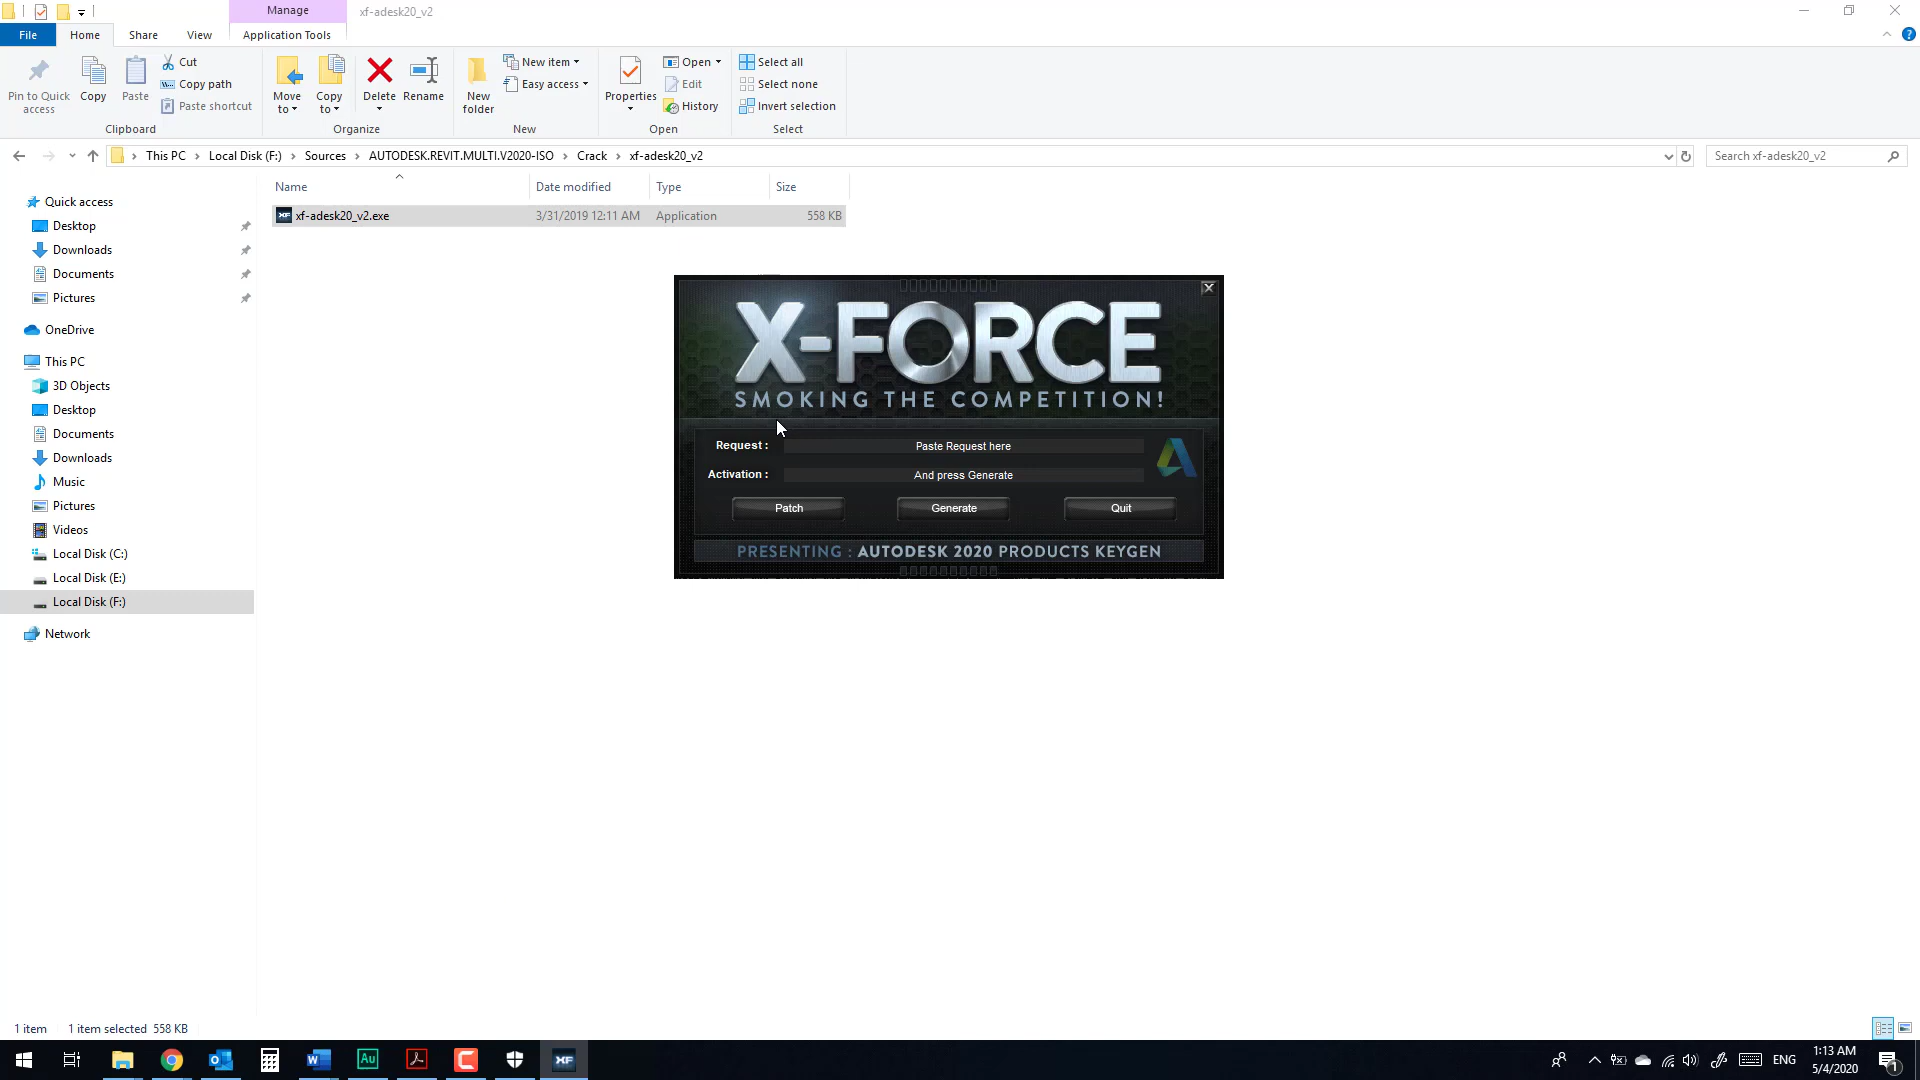 Manage
xf-adesk20_v2
File
Home
Share
View
Application Tools
Pin to Quick access
Copy
Paste
Cut
Copy path
Paste shortcut
Clipboard
Move to
Copy to
Delete
Rename
Organize
New folder
New item
Easy access
New
Properties
Open
Edit
History
Open
Select all
Select none
Invert selection
Select
This PC
Local Disk (F:)
Sources
AUTODESK.REVIT.MULTI.V2020-ISO
Crack
xf-adesk20_v2
Search xf-adesk20_v2
Name
Date modified
Type
Size
XF
xf-adesk20_v2.exe
3/31/2019 12:11 AM
Application
558 KB
Quick access
Desktop
Downloads
Documents
Pictures
OneDrive
This PC
3D Objects
Desktop
Documents
Downloads
Music
Pictures
Videos
Local Disk (C:)
Local Disk (E:)
Local Disk (F:)
Network
X-FORCE
SMOKING THE COMPETITION!
Request :
Paste Request here
Activation :
And press Generate
Patch
Generate
Quit
PRESENTING : AUTODESK 2020 PRODUCTS KEYGEN
1 item
1 item selected 558 KB
Au
XF
ENG
1:13 AM
5/4/2020
1